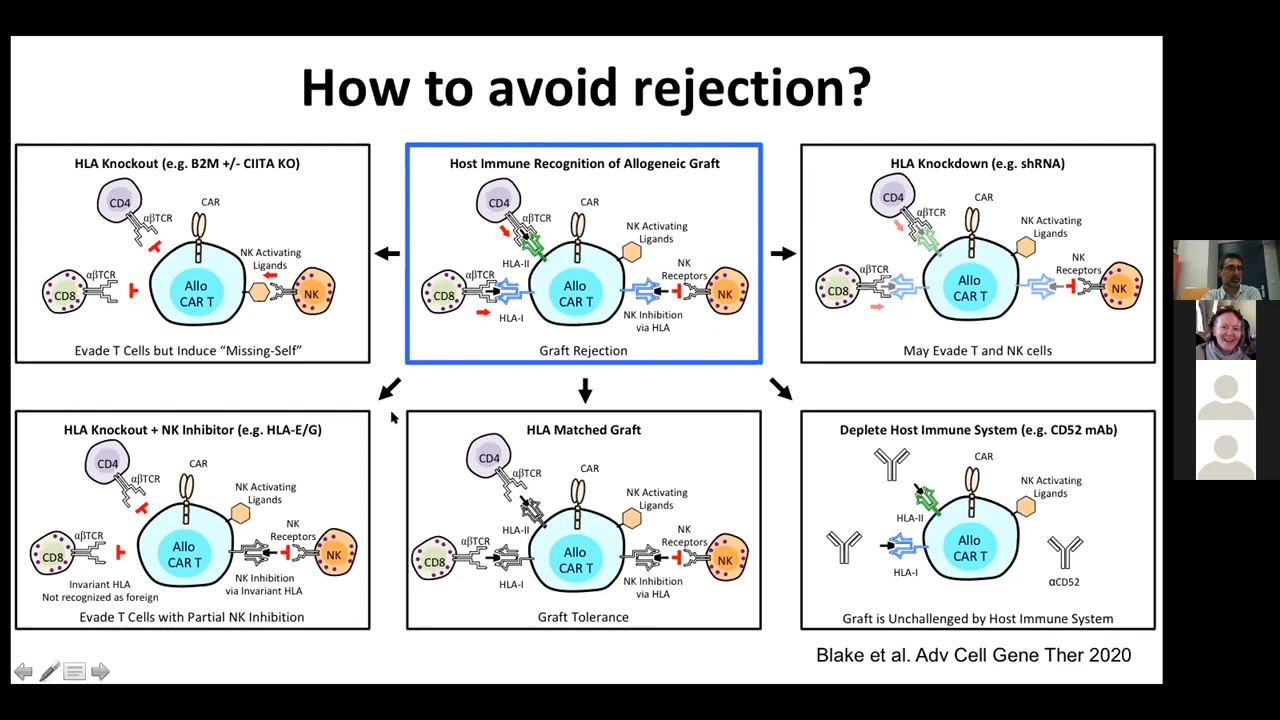 How to avoid rejection?
HLA Knockout (e.g. B2M +/- CIITA KO)
CD4
αβTCR
CAR
NK Activating
Ligands
αβTCR
CD8
Allo
CAR T
NK
Evade T Cells but Induce “Missing-Self”
Host Immune Recognition of Allogeneic Graft
CD4
αβTCR
CAR
NK Activating
Ligands
HLA-II
NK
Receptors
αβTCR
CD8
Allo
CAR T
NK
HLA-I
NK Inhibition
via HLA
Graft Rejection
HLA Knockdown (e.g. shRNA)
CD4
αβTCR
CAR
NK Activating
Ligands
NK
Receptors
αβTCR
CD8
Allo
CAR T
NK
May Evade T and NK cells
HLA Knockout + NK Inhibitor (e.g. HLA-E/G)
CD4
αβTCR
CAR
NK Activating
Ligands
NK
Receptors
αβTCR
CD8
Allo
CAR T
NK
Invariant HLA
Not recognized as foreign
NK Inhibition
via Invariant HLA
Evade T Cells with Partial NK Inhibition
HLA Matched Graft
CD4
αβTCR
CAR
NK Activating
Ligands
HLA-II
NK
Receptors
αβTCR
CD8
Allo
CAR T
NK
HLA-I
NK Inhibition
via HLA
Graft Tolerance
Deplete Host Immune System (e.g. CD52 mAb)
CAR
NK Activating
Ligands
HLA-II
Allo
CAR T
HLA-I
αCD52
Graft is Unchallenged by Host Immune System
Blake et al. Adv Cell Gene Ther 2020